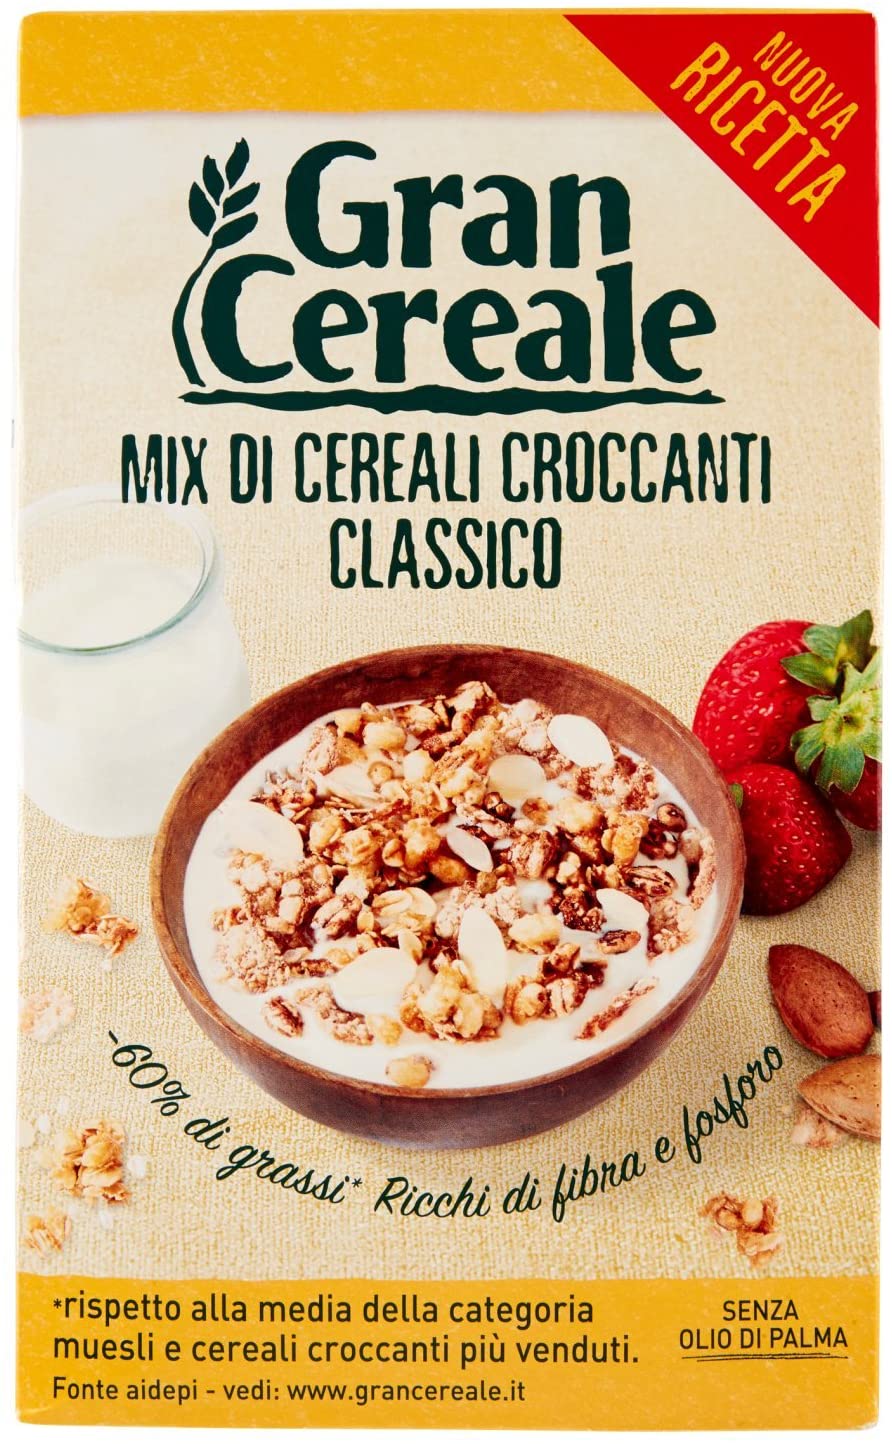 NUOVA
RICETTA
Gran
Cereale
MIX DI CEREALI CROCCANTI
CLASSICO
-60% di grassi* Ricchi di fibra e fosforo
*rispetto alla media della categoria
muesli e cereali croccanti più venduti.
Fonte aidepi - vedi: www.grancereale.it
SENZA
OLIO DI PALMA